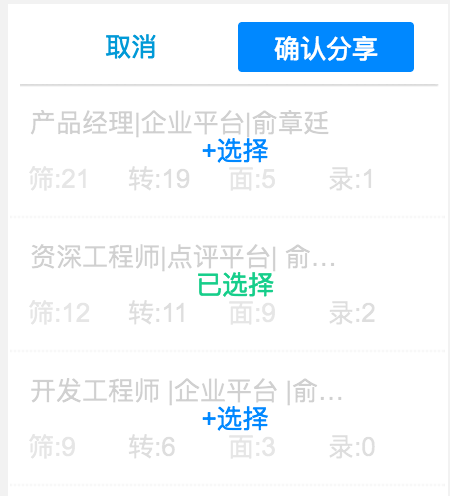 取消 确认分享
产品经理|企业平台|俞章廷
+选择
筛:21 转:19 面:5 录:1
资深工程师|点评平台| 俞...
已选择
筛:12 转:11 面:9 录:2
开发工程师 |企业平台 |俞...
+选择
筛:9 转:6 面:3 录:0